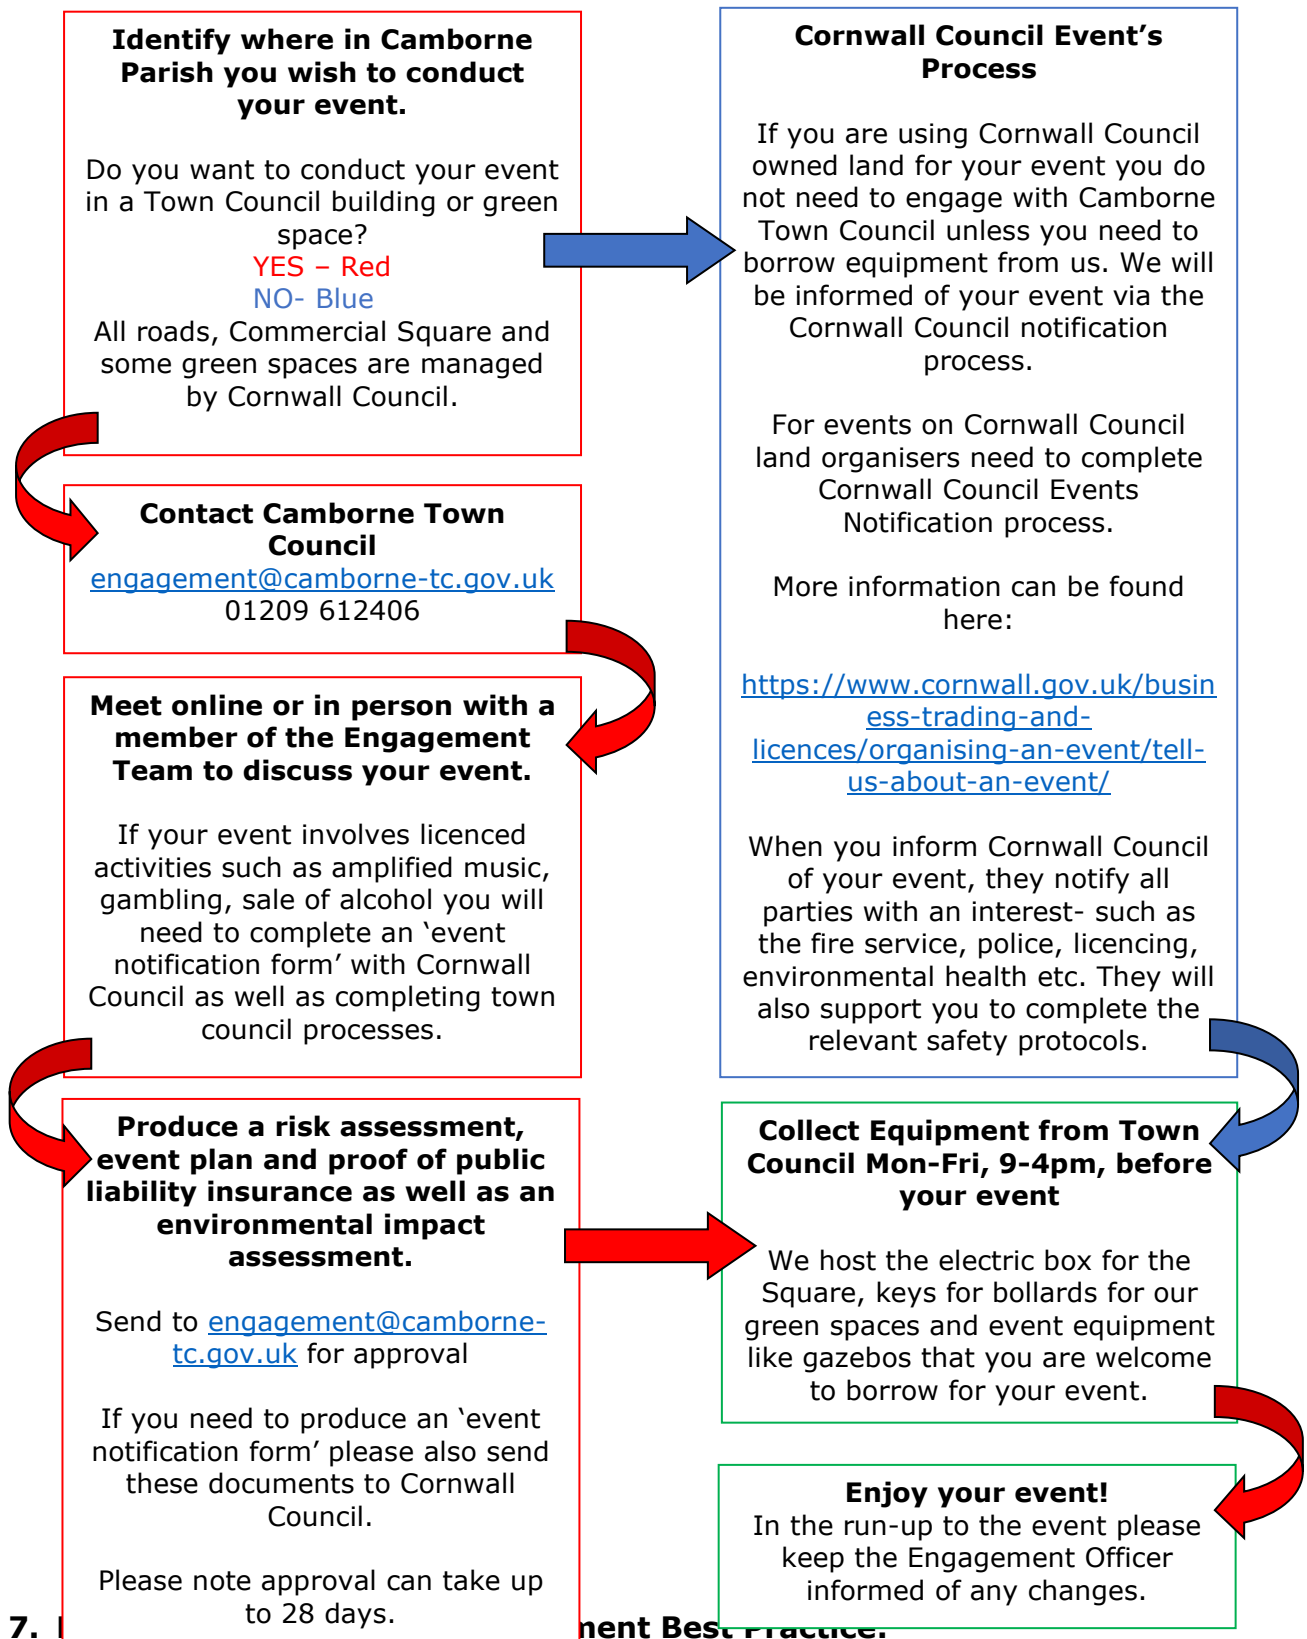 Identify where in Camborne
Parish you wish to conduct
your event.
Do you want to conduct your event
in a Town Council building or green
space?
YES – Red
NO- Blue
All roads, Commercial Square and
some green spaces are managed
by Cornwall Council.
Contact Camborne Town
Council
engagement@camborne-tc.gov.uk
01209 612406
Meet online or in person with a
member of the Engagement
Team to discuss your event.
If your event involves licenced
activities such as amplified music,
gambling, sale of alcohol you will
need to complete an ‘event
notification form’ with Cornwall
Council as well as completing town
council processes.
Produce a risk assessment,
event plan and proof of public
liability insurance as well as an
environmental impact
assessment.
Send to engagement@camborne-
tc.gov.uk for approval
If you need to produce an ‘event
notification form’ please also send
these documents to Cornwall
Council.
Please note approval can take up
to 28 days.
Cornwall Council Event’s
Process
If you are using Cornwall Council
owned land for your event you do
not need to engage with Camborne
Town Council unless you need to
borrow equipment from us. We will
be informed of your event via the
Cornwall Council notification
process.
For events on Cornwall Council
land organisers need to complete
Cornwall Council Events
Notification process.
More information can be found
here:
https://www.cornwall.gov.uk/busin
ess-trading-and-
licences/organising-an-event/tell-
us-about-an-event/
When you inform Cornwall Council
of your event, they notify all
parties with an interest- such as
the fire service, police, licencing,
environmental health etc. They will
also support you to complete the
relevant safety protocols.
Collect Equipment from Town
Council Mon-Fri, 9-4pm, before
your event
We host the electric box for the
Square, keys for bollards for our
green spaces and event equipment
like gazebos that you are welcome
to borrow for your event.
Enjoy your event!
In the run-up to the event please
keep the Engagement Officer
informed of any changes.
7. Best Practice: